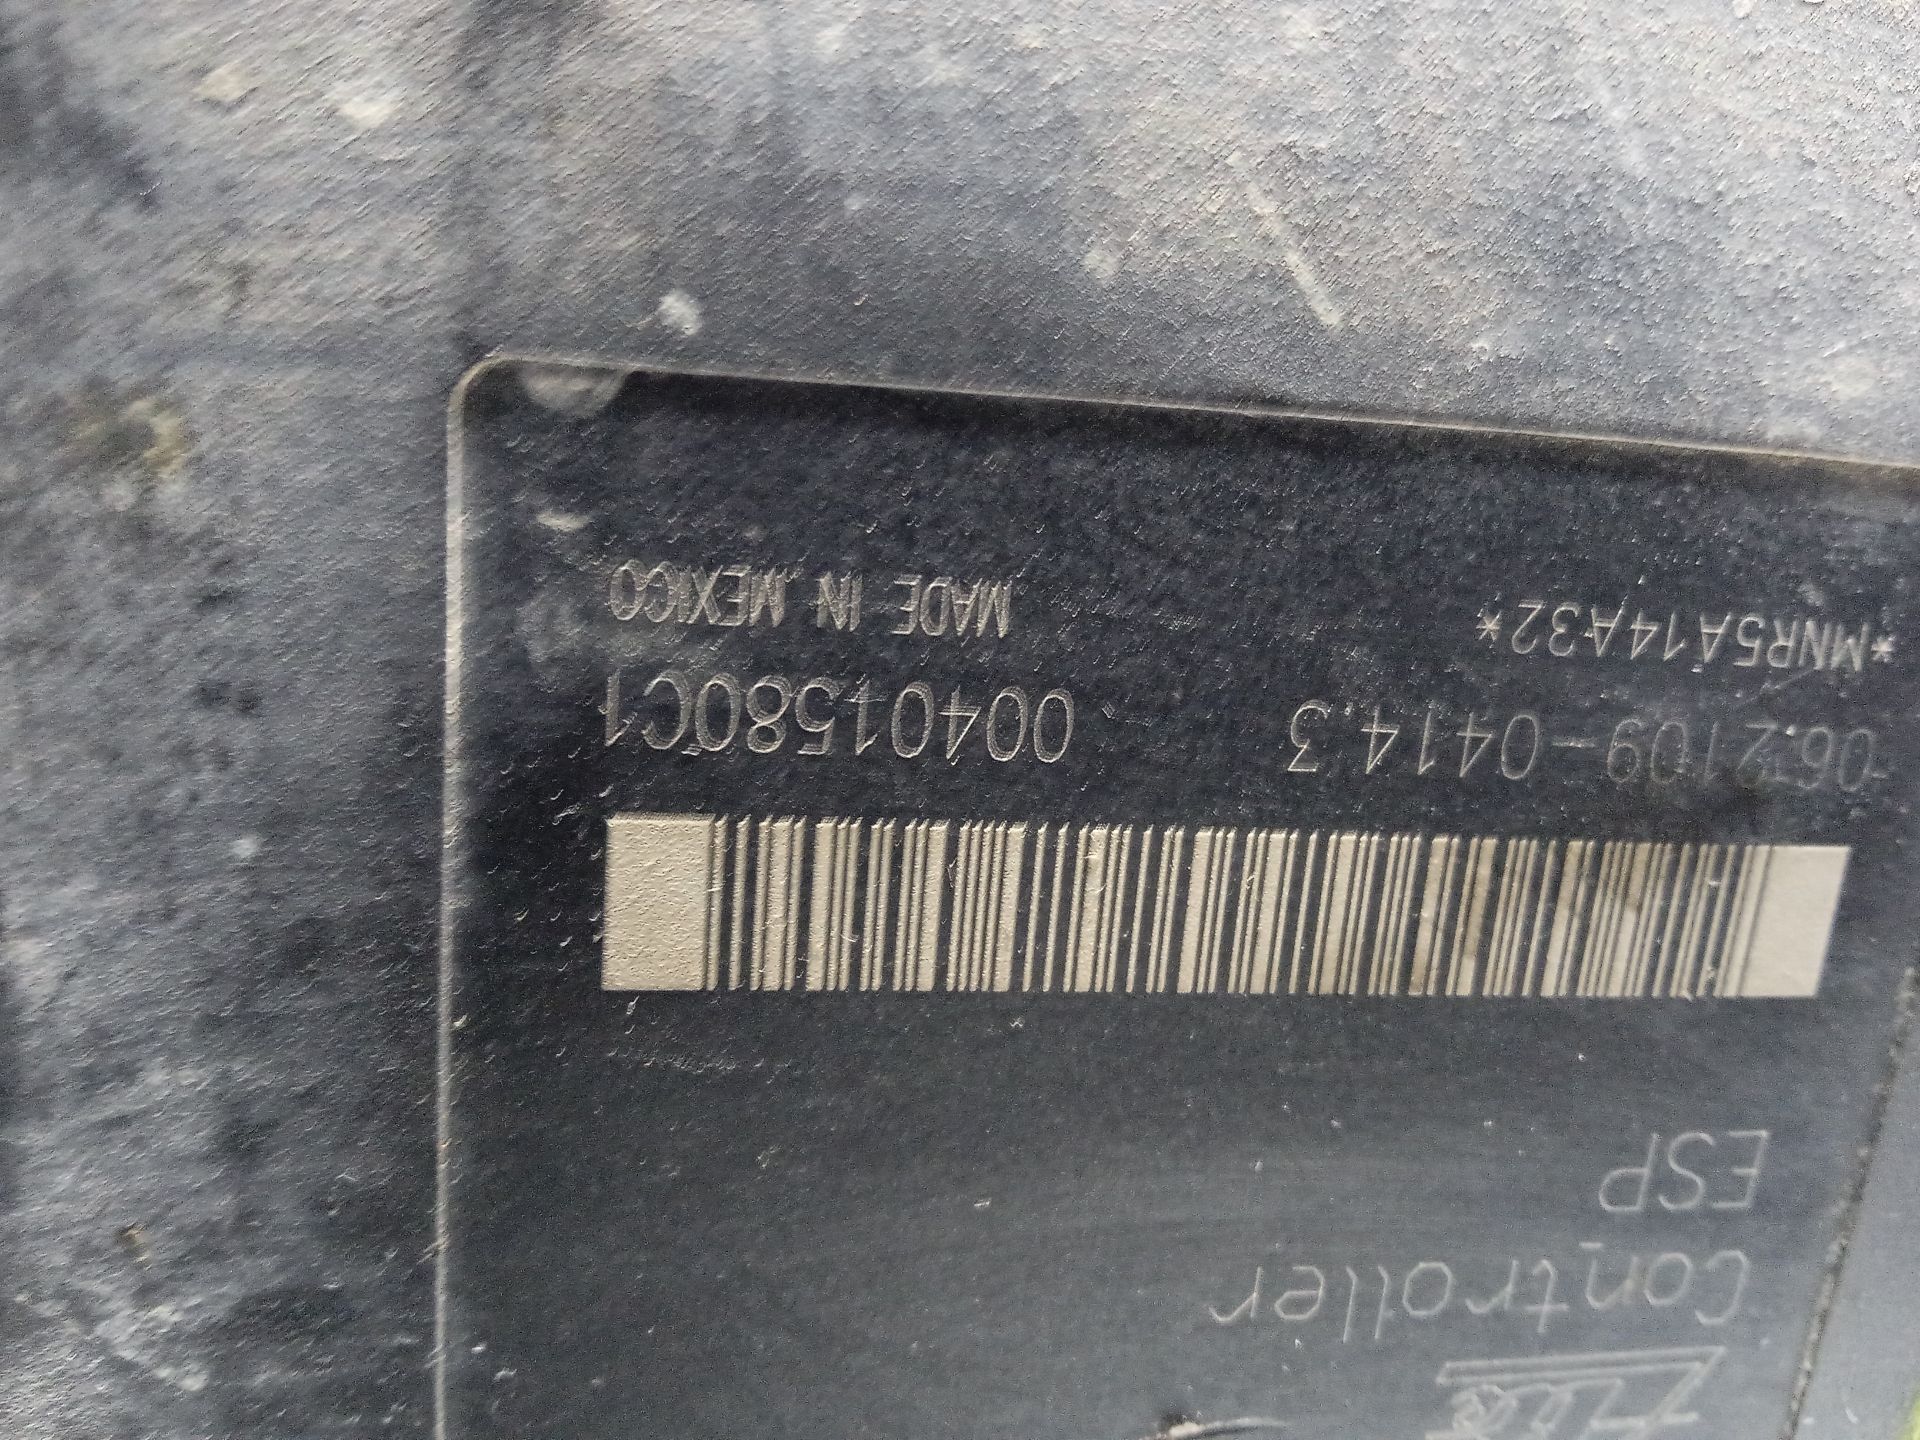 Controller
ESP
06.2109-0414.3 00401580C1
*MNR5A14A32* MADE IN MEXICO